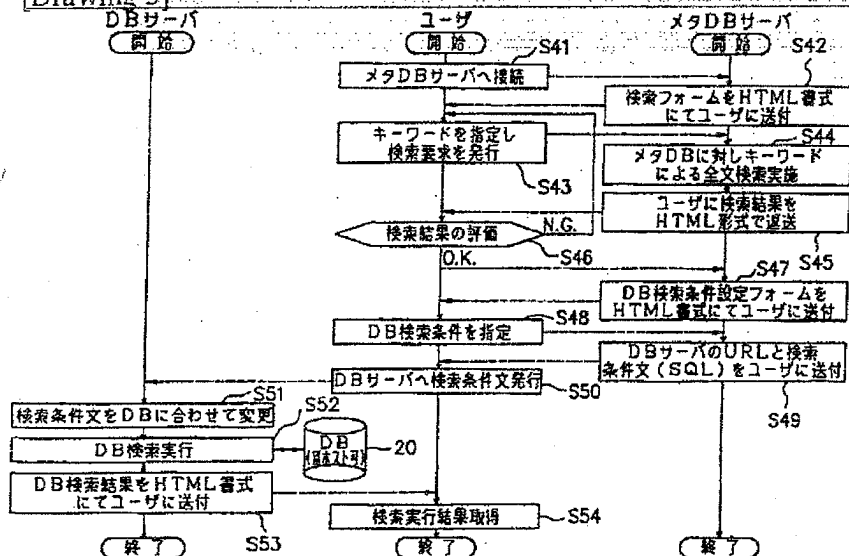 DBサーバ
ユーザ
メタDBサーバ
開始
開始
開始
S41
S42
メタDBサーバへ接続
検索フォームをHTML書式
にてユーザに送付
キーワードを指定し
検索要求を発行
S43
S44
メタDBに対しキーワード
による全文検索実施
ユーザに検索結果を
HTML形式で返送
S45
検索結果の評価
N.G.
S46
O.K.
S47
DB検索条件設定フォームを
HTML書式にてユーザに送付
S48
DB検索条件を指定
DBサーバのURLと検索
条件文(SQL)をユーザに送付
S49
DBサーバへ検索条件文発行
S50
S51
検索条件文をDBに合わせて変更
S52
DB検索実行
DB
20
DB検索結果をHTML書式
にてユーザに送付
S53
検索実行結果取得
S54
終了
終了
終了